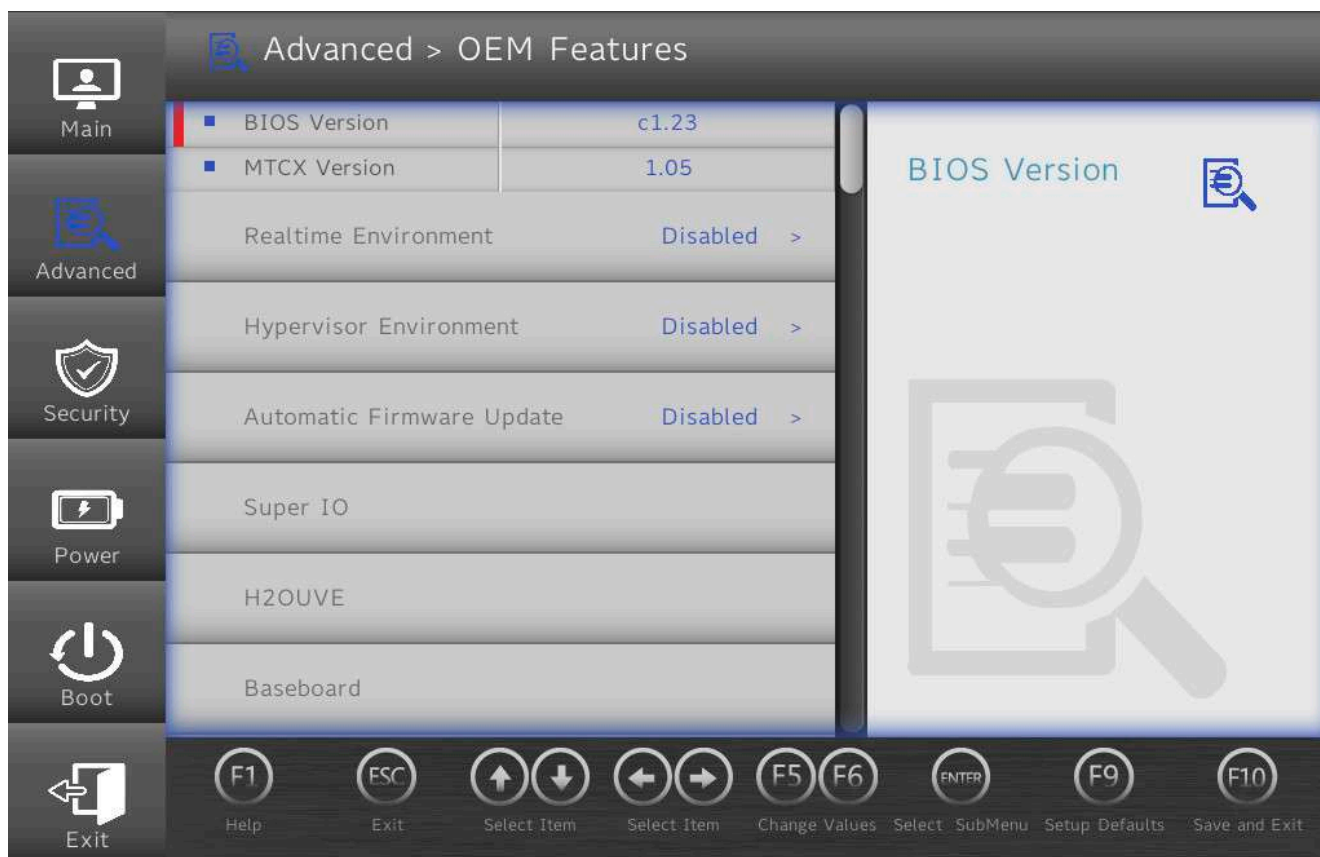 Advanced > OEM Features
Main
Advanced
Security
Power
Boot
Exit
BIOS Version c1.23
MTCX Version 1.05
Realtime Environment Disabled >
Hypervisor Environment Disabled >
Automatic Firmware Update Disabled >
Super IO
H2OUVE
Baseboard
BIOS Version
F1 ESC F5 F6 ENTER F9 F10
Help Exit Select Item Select Item Change Values Select SubMenu Setup Defaults Save and Exit